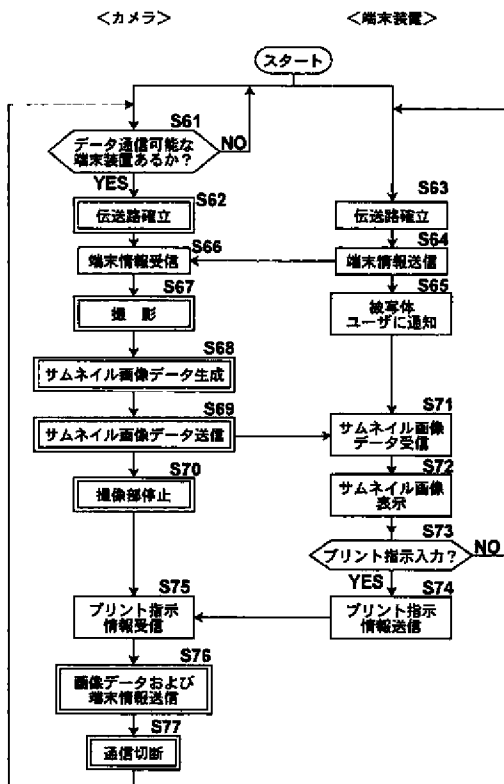 ＜カメラ＞
＜端末装置＞
スタート
S61
データ通信可能な
端末装置あるか？
NO
YES
S62
伝送路確立
S63
伝送路確立
S66
端末情報受信
S64
端末情報送信
S67
撮 影
S65
被写体
ユーザに通知
S68
サムネイル画像データ生成
S69
サムネイル画像データ送信
S71
サムネイル画像
データ受信
S70
撮像部停止
S72
サムネイル画像
表示
S73
プリント指示入力？
NO
YES
S75
プリント指示
情報受信
S74
プリント指示
情報送信
S76
画像データおよび
端末情報送信
S77
通信切断